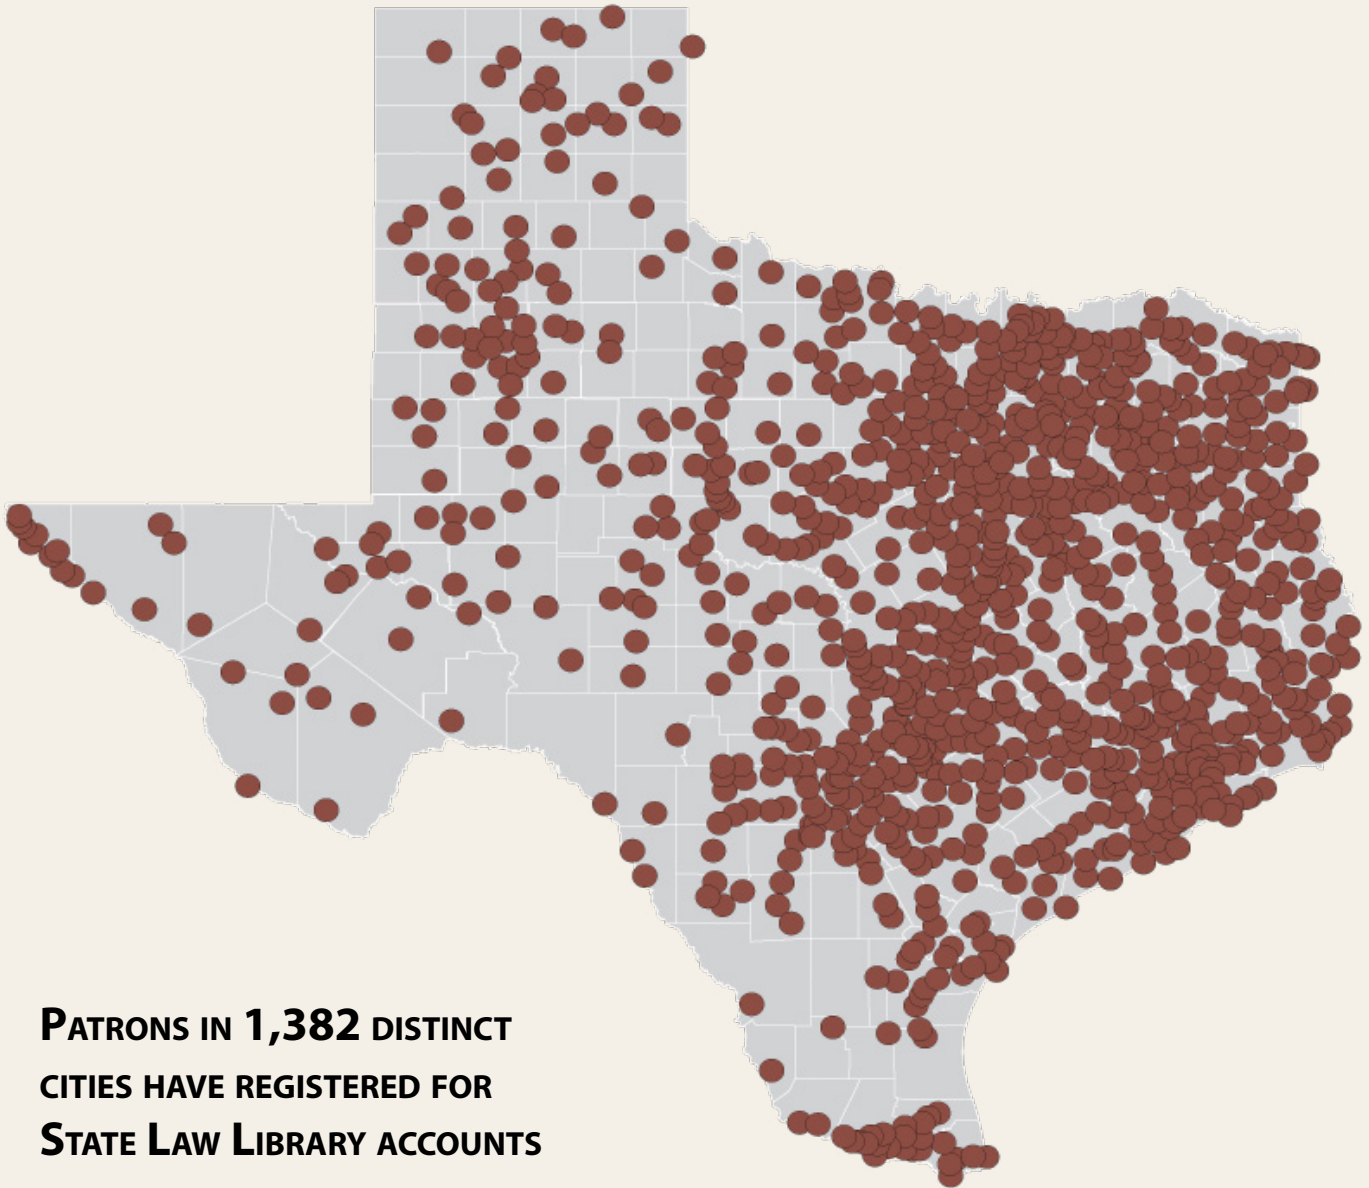 Patrons in 1,382 distinct
cities have registered for
State Law Library accounts